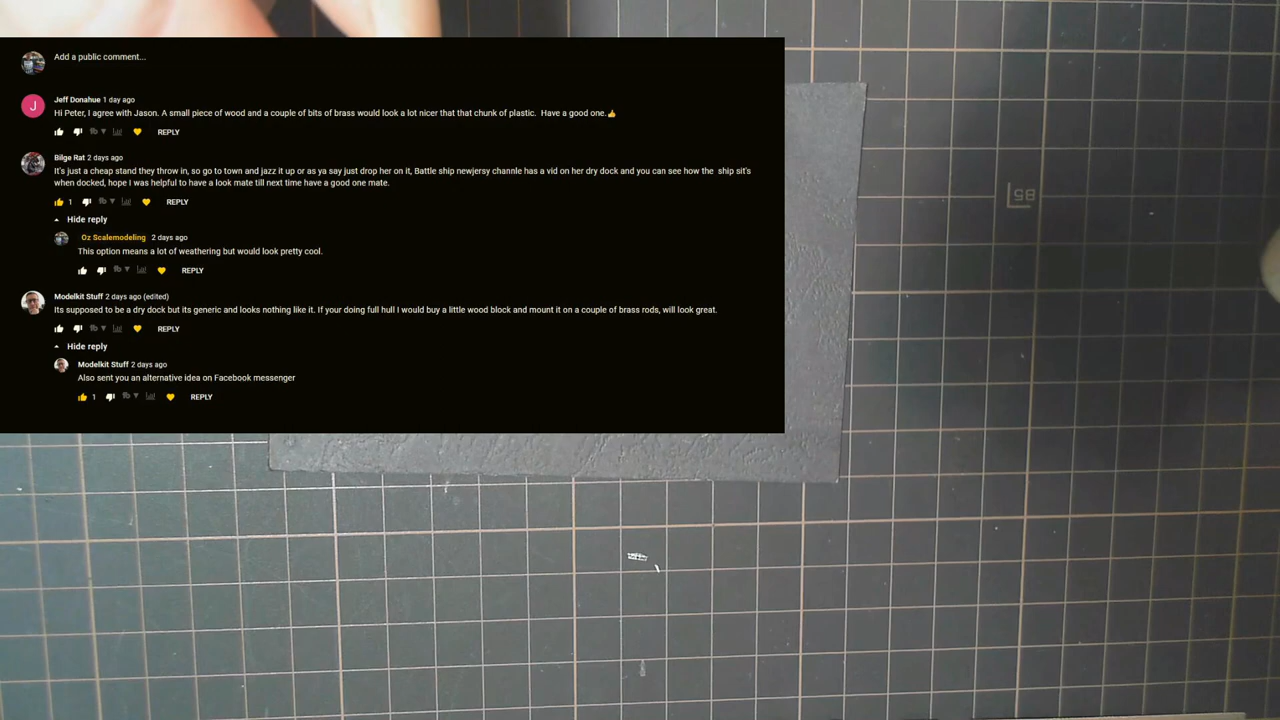 Add a public comment...
J
Jeff Donahue 1 day ago
Hi Peter, I agree with Jason. A small piece of wood and a couple of bits of brass would look a lot nicer that that chunk of plastic. Have a good one.👍
REPLY
Bilge Rat 2 days ago
It's just a cheap stand they throw in, so go to town and jazz it up or as ya say just drop her on it, Battle ship newjersy channle has a vid on her dry dock and you can see how the ship sit's
when docked, hope I was helpful to have a look mate till next time have a good one mate.
1 REPLY
Hide reply
Oz Scalemodeling 2 days ago
This option means a lot of weathering but would look pretty cool.
REPLY
Modelkit Stuff 2 days ago (edited)
Its supposed to be a dry dock but its generic and looks nothing like it. If your doing full hull I would buy a little wood block and mount it on a couple of brass rods, will look great.
REPLY
Hide reply
Modelkit Stuff 2 days ago
Also sent you an alternative idea on Facebook messenger
1 REPLY
85